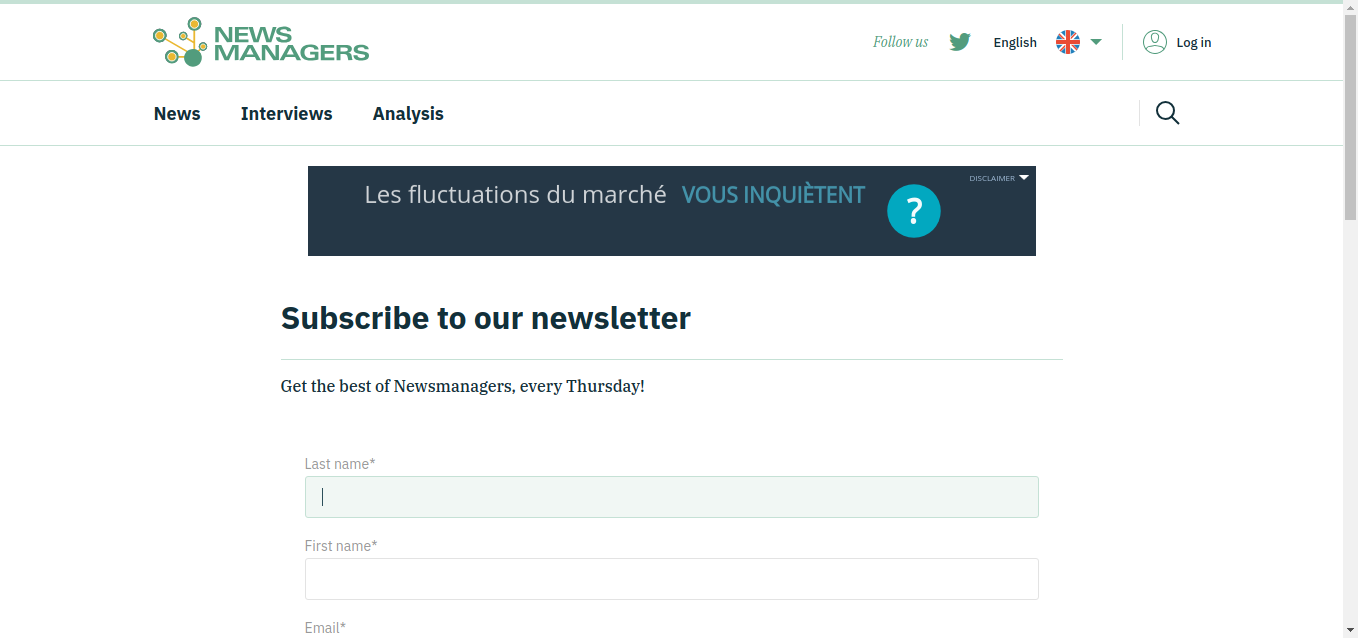 NEWS
MANAGERS
Follow us
English
Log in
News
Interviews
Analysis
Les fluctuations du marché VOUS INQUIÈTENT
?
DISCLAIMER
Subscribe to our newsletter
Get the best of Newsmanagers, every Thursday!
Last name*
First name*
Email*